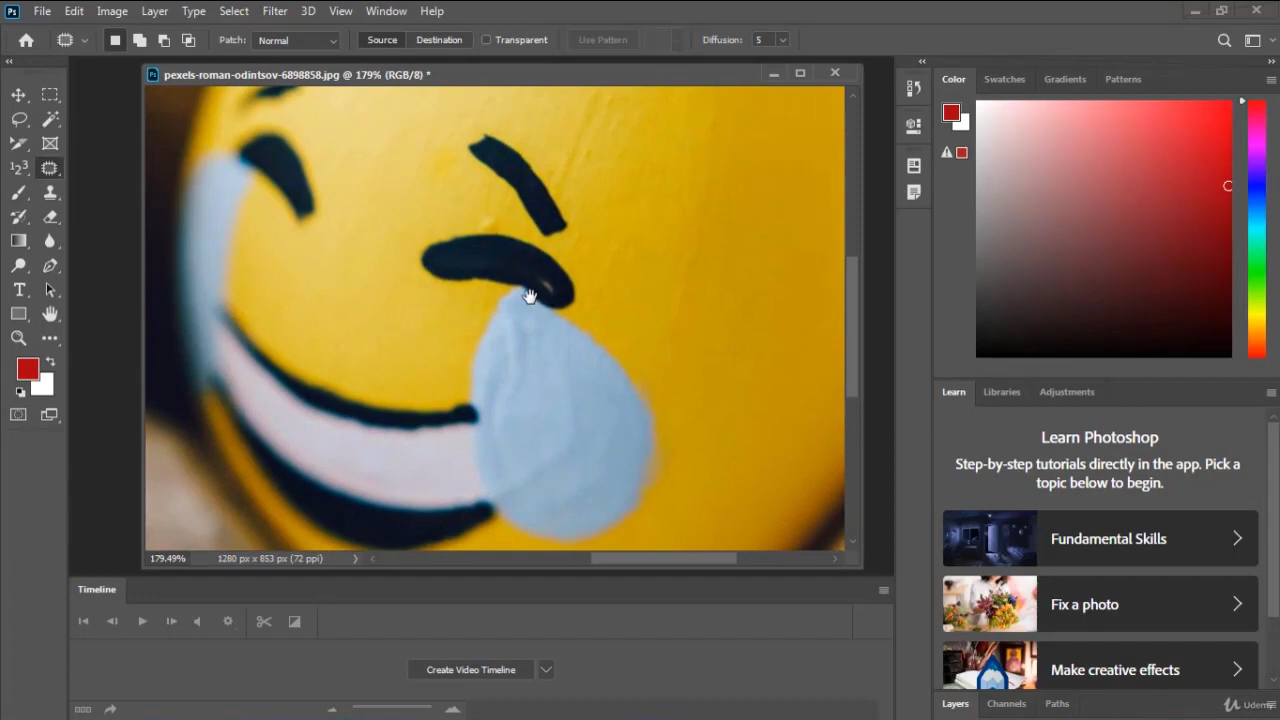 Ps File Edit Image Layer Type Select Filter 3D View Window Help
Patch: Normal Source Destination Transparent Use Pattern Diffusion: 5
Ps pexels-roman-odintsov-6898858.jpg @ 179% (RGB/8) *
Color Swatches Gradients Patterns
Learn Libraries Adjustments
Learn Photoshop
Step-by-step tutorials directly in the app. Pick a
topic below to begin.
Fundamental Skills
179.49% 1280 px x 853 px (72 ppi)
Timeline
Fix a photo
Create Video Timeline
Make creative effects
Layers Channels Paths
Udemy